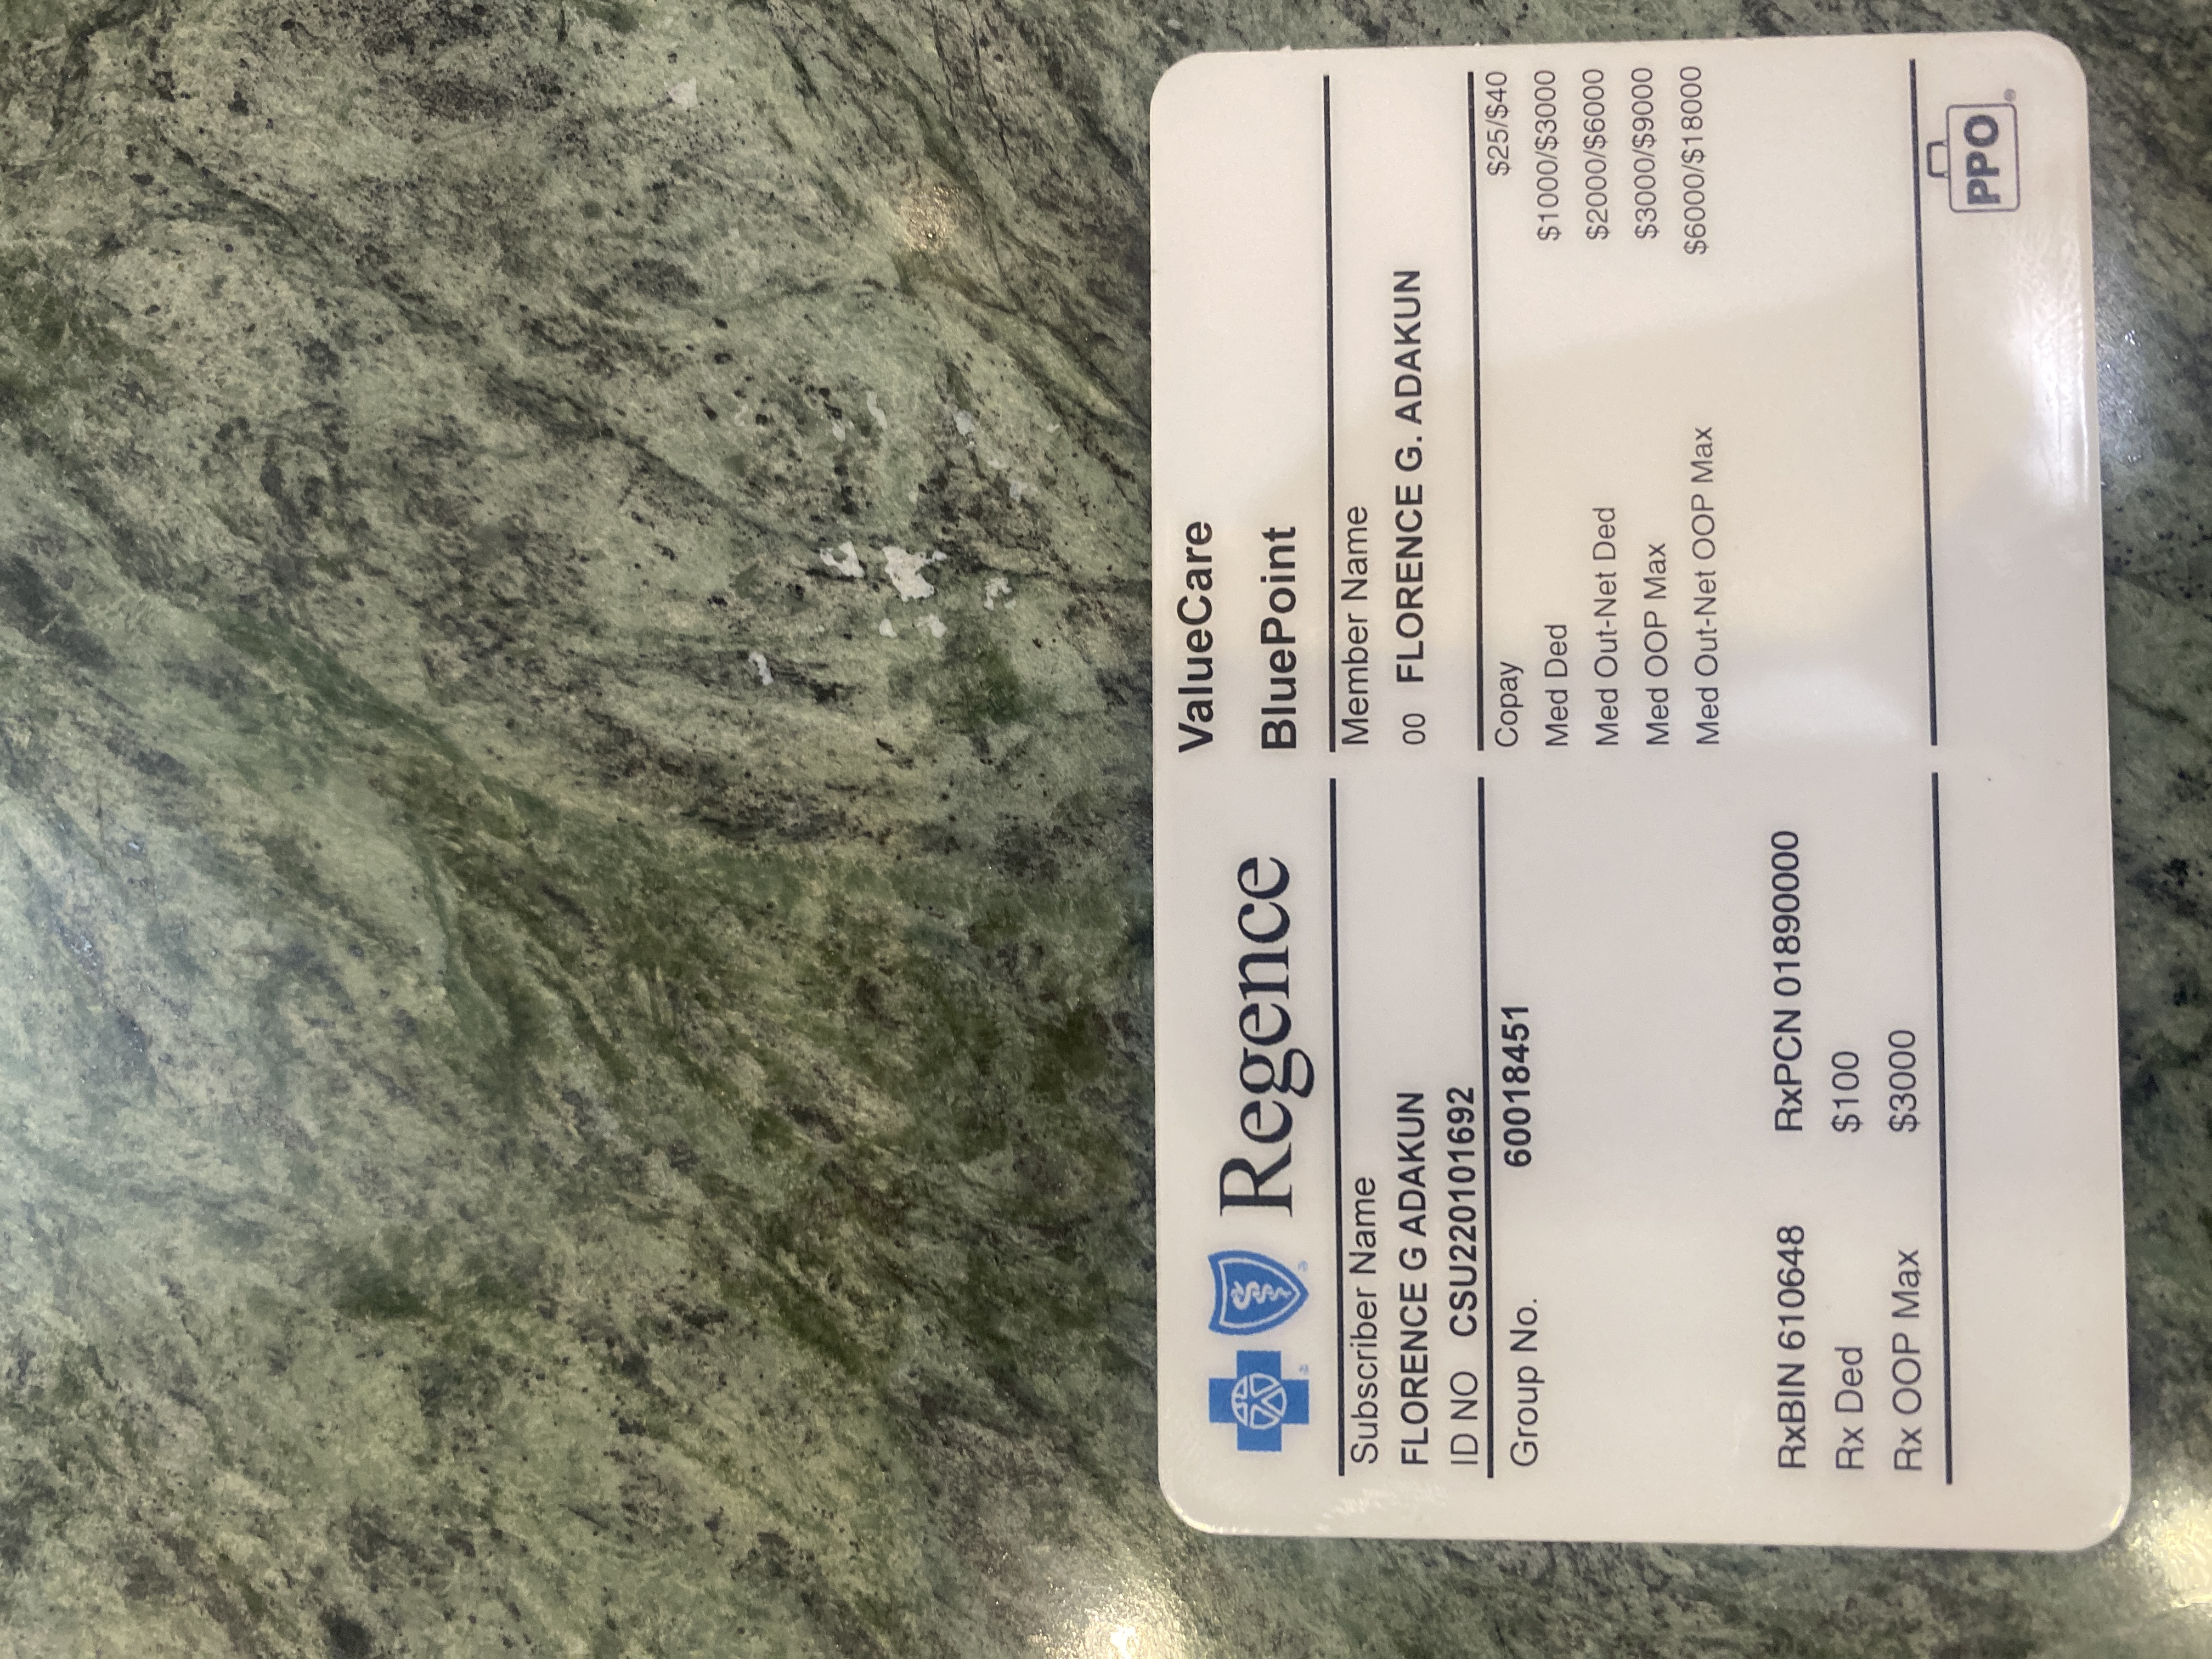 Regence
ValueCare
BluePoint
Subscriber Name
FLORENCE G ADAKUN
ID NO CSU220101692
Group No. 60018451
RxBIN 610648 RxPCN 01890000
Rx Ded $100
Rx OOP Max $3000
Member Name
00 FLORENCE G. ADAKUN
Copay $25/$40
Med Ded $1000/$3000
Med Out-Net Ded $2000/$6000
Med OOP Max $3000/$9000
Med Out-Net OOP Max $6000/$18000
PPO®